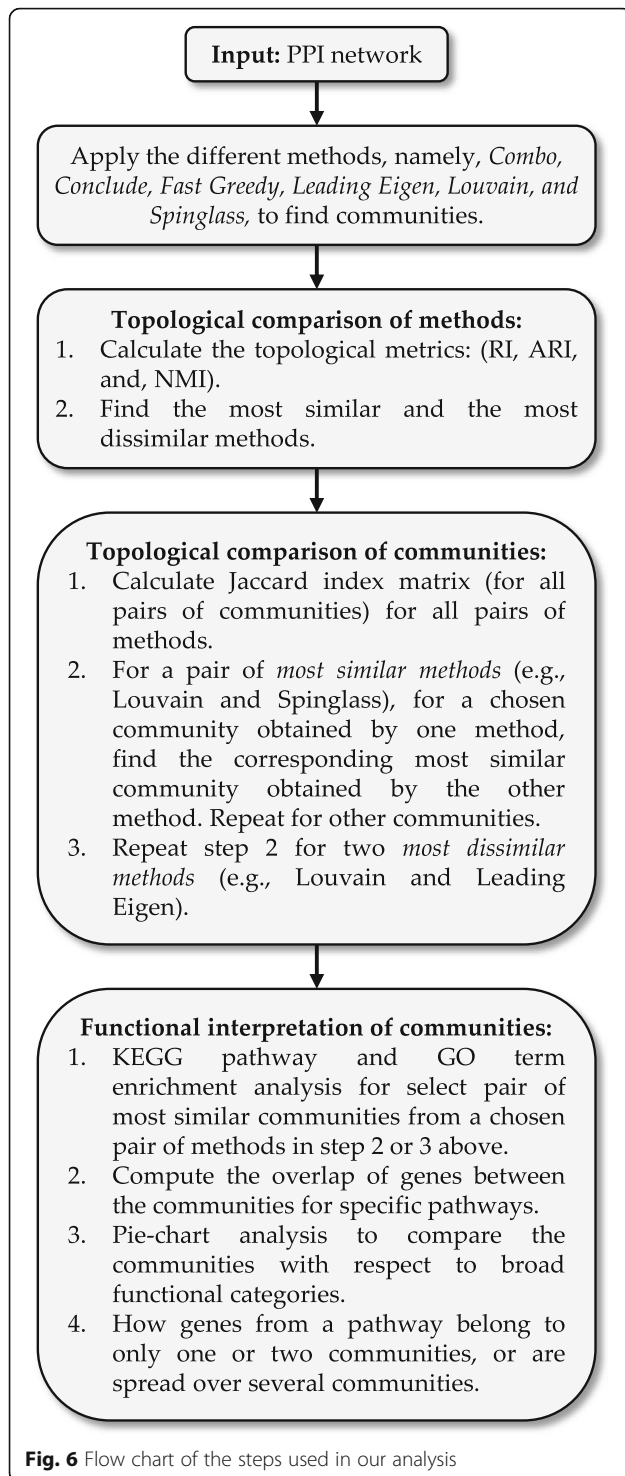 Input: PPI network
Apply the different methods, namely, Combo,
Conclude, Fast Greedy, Leading Eigen, Louvain, and
Spinglass, to find communities.
Topological comparison of methods:
1. Calculate the topological metrics: (RI, ARI,
and, NMI).
2. Find the most similar and the most
dissimilar methods.
Topological comparison of communities:
1. Calculate Jaccard index matrix (for all
pairs of communities) for all pairs of
methods.
2. For a pair of most similar methods (e.g.,
Louvain and Spinglass), for a chosen
community obtained by one method,
find the corresponding most similar
community obtained by the other
method. Repeat for other communities.
3. Repeat step 2 for two most dissimilar
methods (e.g., Louvain and Leading
Eigen).
Functional interpretation of communities:
1. KEGG pathway and GO term
enrichment analysis for select pair of
most similar communities from a chosen
pair of methods in step 2 or 3 above.
2. Compute the overlap of genes between
the communities for specific pathways.
3. Pie-chart analysis to compare the
communities with respect to broad
functional categories.
4. How genes from a pathway belong to
only one or two communities, or are
spread over several communities.
Fig. 6 Flow chart of the steps used in our analysis